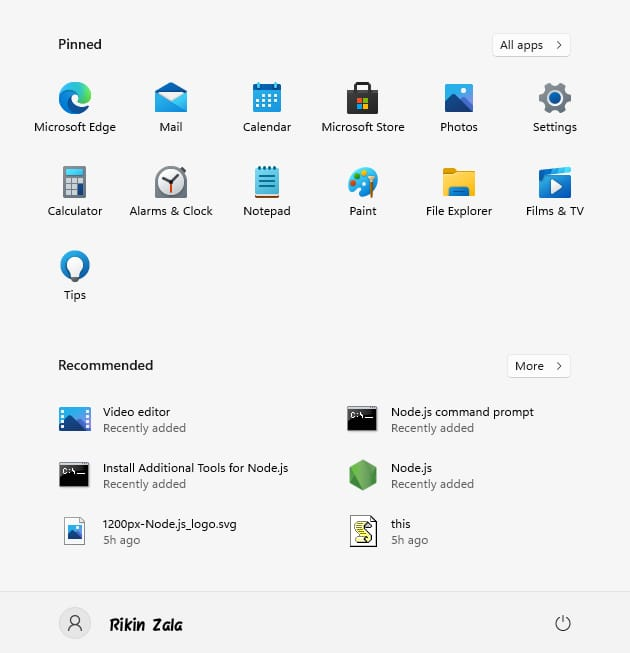 Pinned
All apps
Microsoft Edge
Mail
Calendar
Microsoft Store
Photos
Settings
Calculator
Alarms & Clock
Notepad
Paint
File Explorer
Films & TV
Tips
Recommended
More
Video editor
Recently added
Node.js command prompt
Recently added
Install Additional Tools for Node.js
Recently added
Node.js
Recently added
1200px-Node.js_logo.svg
5h ago
this
5h ago
Rikin Zala